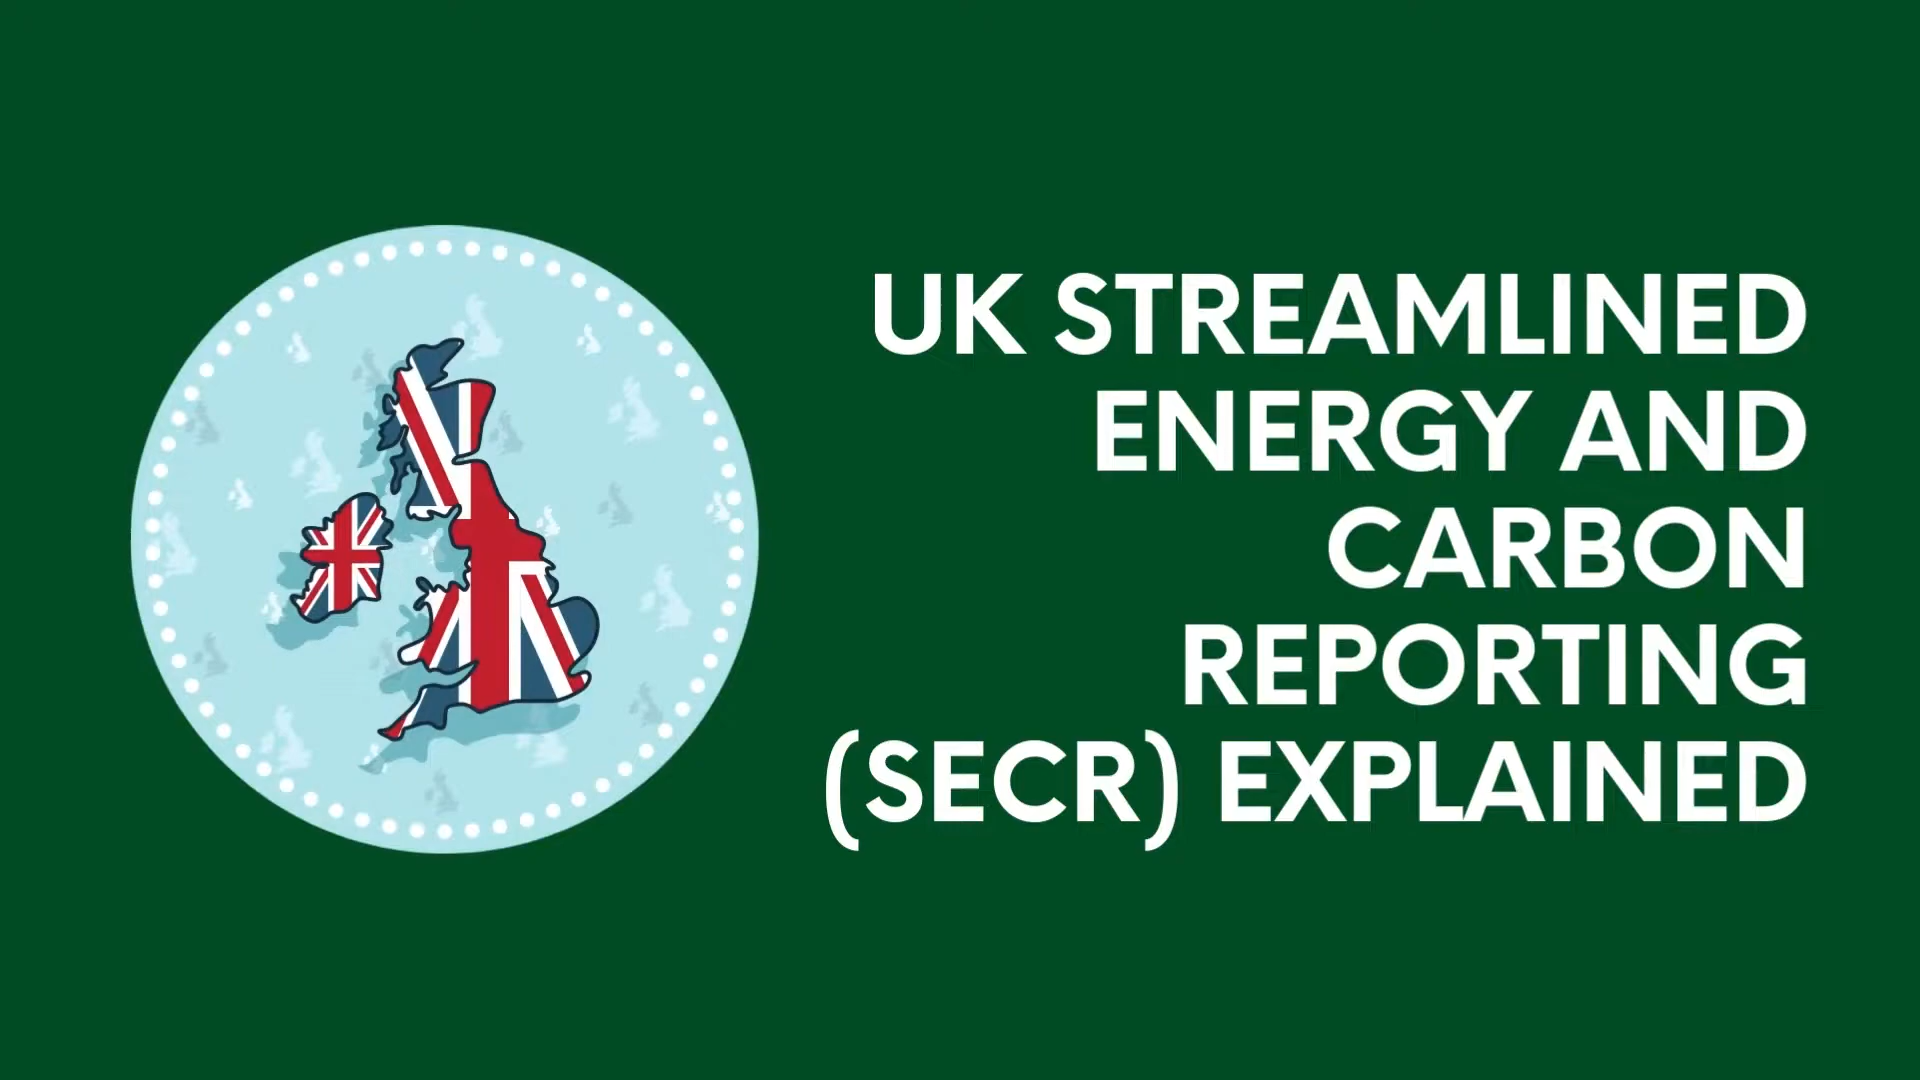 UK STREAMLINED
ENERGY AND
CARBON
REPORTING
(SECR) EXPLAINED